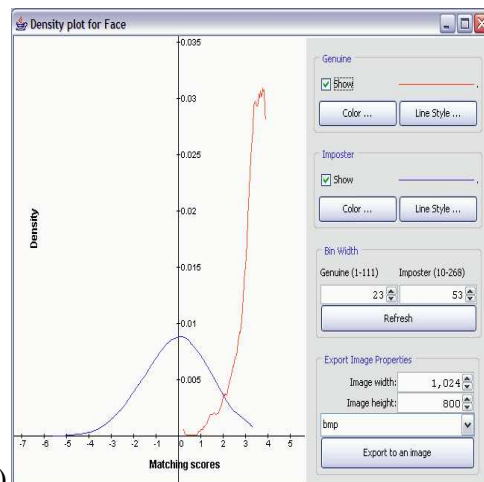 Density plot for Face
0.035
0.03
0.025
0.02
0.015
0.01
0.005
Density
-7 -6 -5 -4 -3 -2 -1 0 1 2 3 4 5
Matching scores
Genuine
Show
Color ... Line Style ...
Imposter
Show
Color ... Line Style ...
Bin Width
Genuine (1-111) Imposter (10-268)
23 53
Refresh
Export Image Properties
Image width: 1,024
Image height: 800
bmp
Export to an image
)